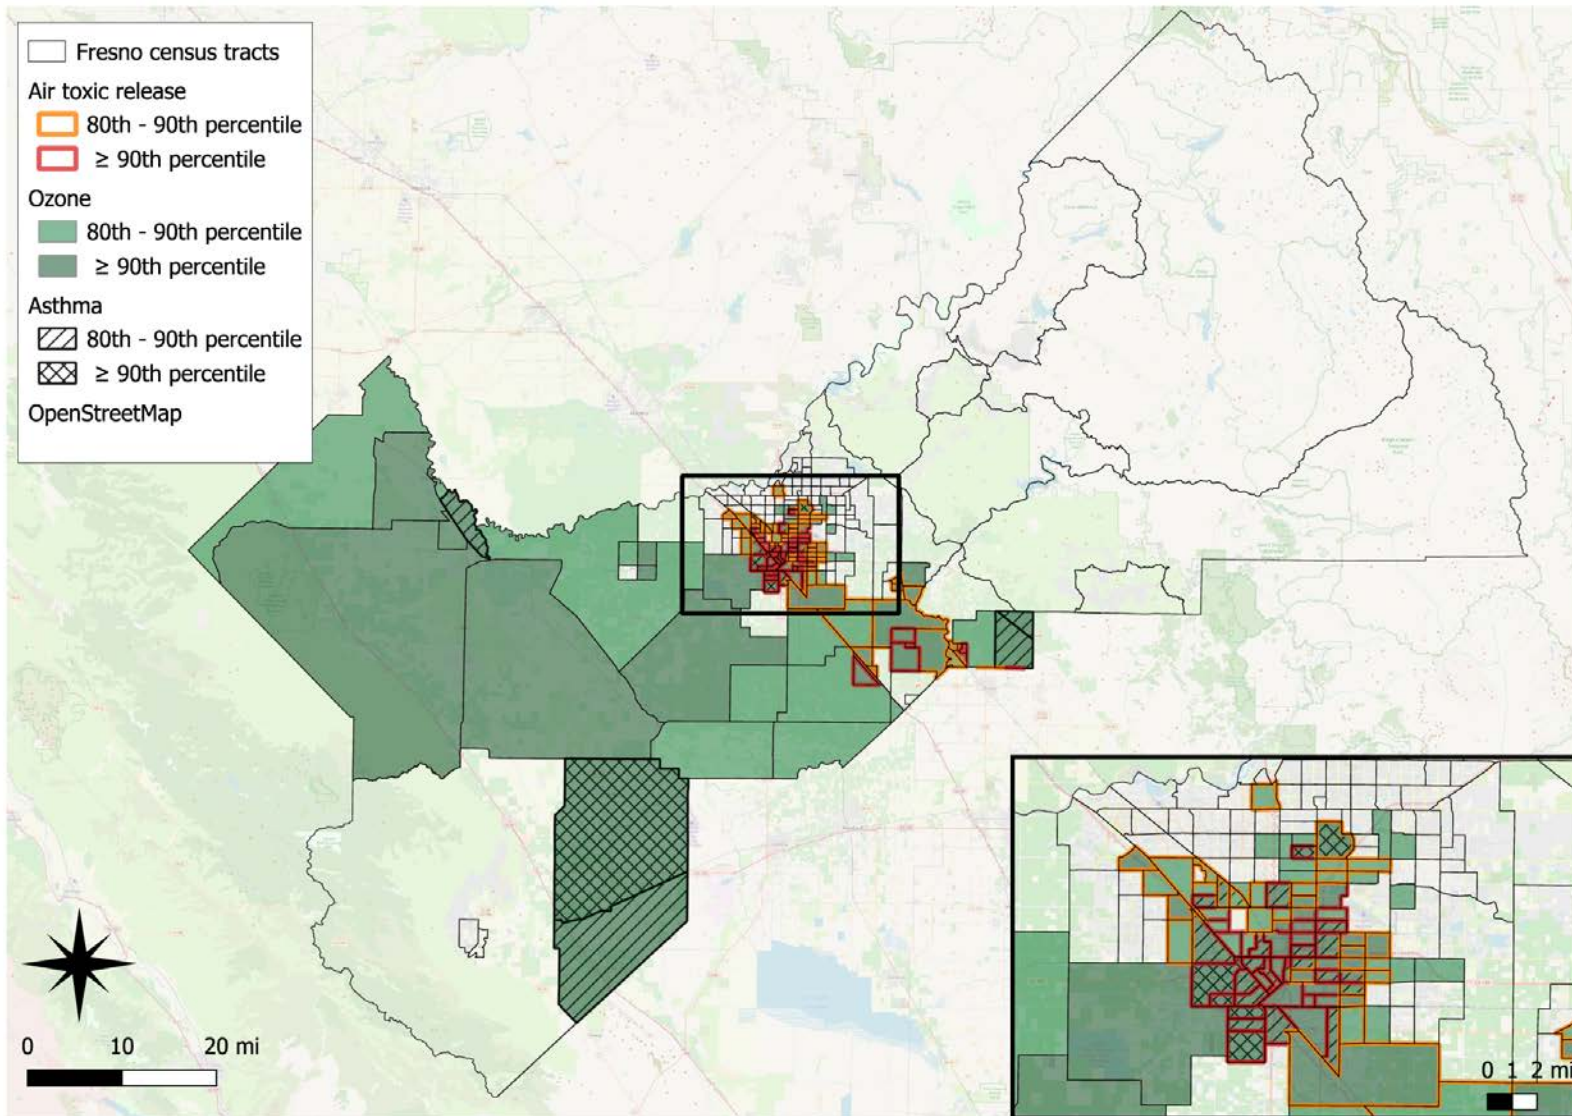 Fresno census tracts
Air toxic release
80th - 90th percentile
≥ 90th percentile
Ozone
80th - 90th percentile
≥ 90th percentile
Asthma
80th - 90th percentile
≥ 90th percentile
OpenStreetMap
0 10 20 mi
0 1 2 mi